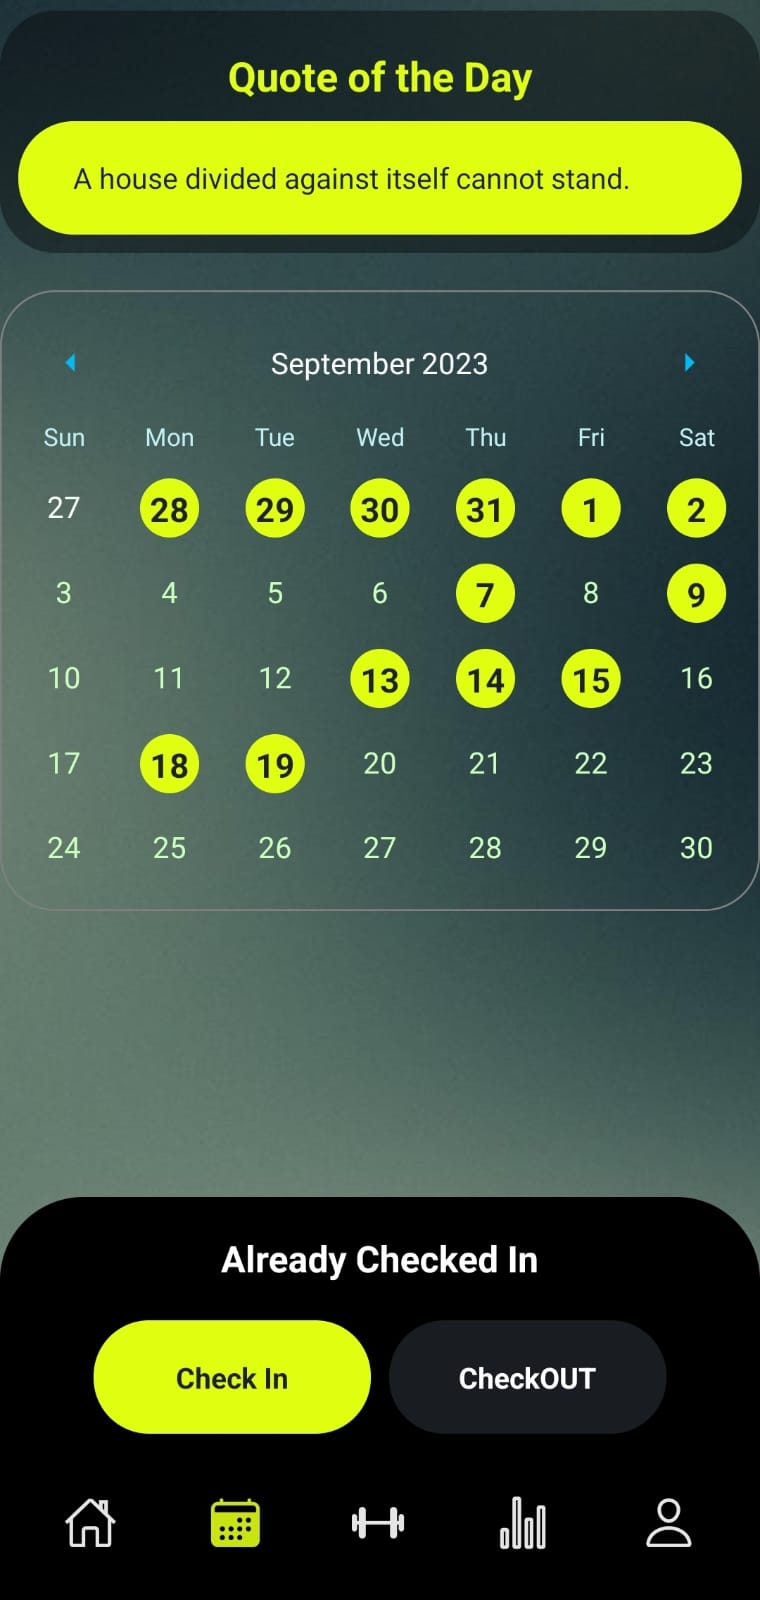 Quote of the Day
A house divided against itself cannot stand.
September 2023
Sun Mon Tue Wed Thu Fri Sat
27 28 29 30 31 1 2
3 4 5 6 7 8 9
10 11 12 13 14 15 16
17 18 19 20 21 22 23
24 25 26 27 28 29 30
Already Checked In
Check In CheckOUT